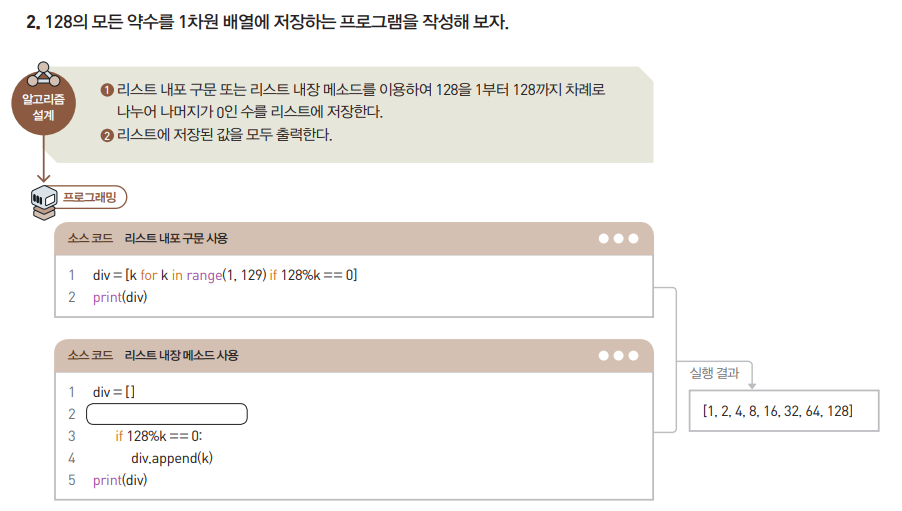 2. 128의 모든 약수를 1차원 배열에 저장하는 프로그램을 작성해 보자.
알고리즘
설계
❶ 리스트 내포 구문 또는 리스트 내장 메소드를 이용하여 128을 1부터 128까지 차례로
나누어 나머지가 0인 수를 리스트에 저장한다.
❷ 리스트에 저장된 값을 모두 출력한다.
프로그래밍
소스 코드 리스트 내포 구문 사용
1 div = [k for k in range(1, 129) if 128%k == 0]
2 print(div)
소스 코드 리스트 내장 메소드 사용
1 div = [ ]
2
3 if 128%k == 0:
4 div.append(k)
5 print(div)
실행 결과
[1, 2, 4, 8, 16, 32, 64, 128]